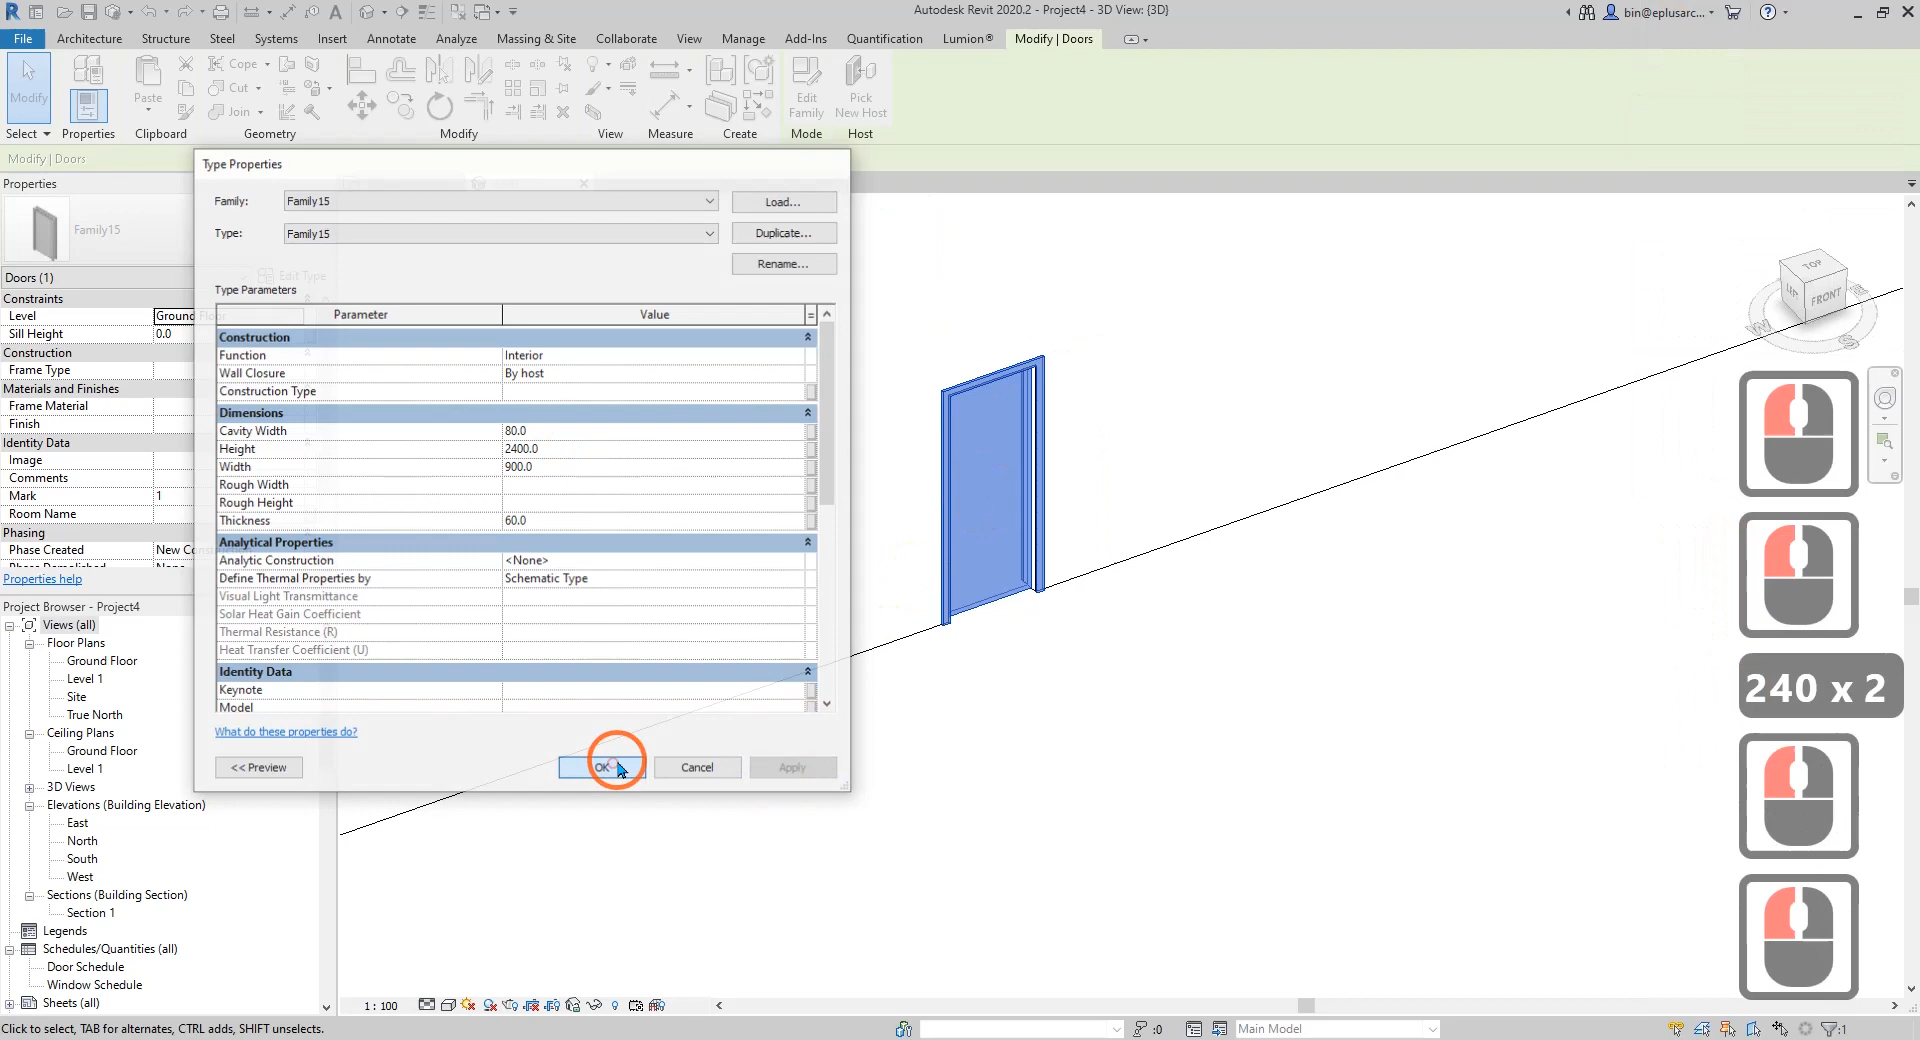 Autodesk Revit 2020.2 - Project4 - 3D View: {3D}
bin@eplusarc...
File Architecture Structure Steel Systems Insert Annotate Analyze Massing & Site Collaborate View Manage Add-Ins Quantification Lumion® Modify | Doors
Modify
Paste
Cope
Cut
Join
Edit Family
Pick New Host
Select Properties Clipboard Geometry Modify View Measure Create Mode Host
Modify | Doors
Properties
Family15
Doors (1)
Edit Type
Constraints
Level Ground Floor
Sill Height 0.0
Construction
Frame Type
Materials and Finishes
Frame Material
Finish
Identity Data
Image
Comments
Mark 1
Room Name
Phasing
Phase Created New Construction
Phase Demolished None
Properties help
Project Browser - Project4
Views (all)
Floor Plans
Ground Floor
Level 1
Site
True North
Ceiling Plans
Ground Floor
Level 1
3D Views
Elevations (Building Elevation)
East
North
South
West
Sections (Building Section)
Section 1
Legends
Schedules/Quantities (all)
Door Schedule
Window Schedule
Sheets (all)
Type Properties
Family: Family15 Load...
Type: Family15 Duplicate...
Rename...
Type Parameters
Parameter Value =
Construction
Function Interior
Wall Closure By host
Construction Type
Dimensions
Cavity Width 80.0
Height 2400.0
Width 900.0
Rough Width
Rough Height
Thickness 60.0
Analytical Properties
Analytic Construction <None>
Define Thermal Properties by Schematic Type
Visual Light Transmittance
Solar Heat Gain Coefficient
Thermal Resistance (R)
Heat Transfer Coefficient (U)
Identity Data
Keynote
Model
What do these properties do?
<< Preview OK Cancel Apply
TOP
LEFT FRONT
W S
240 x 2
1 : 100
Click to select, TAB for alternates, CTRL adds, SHIFT unselects.
:0
Main Model
:1